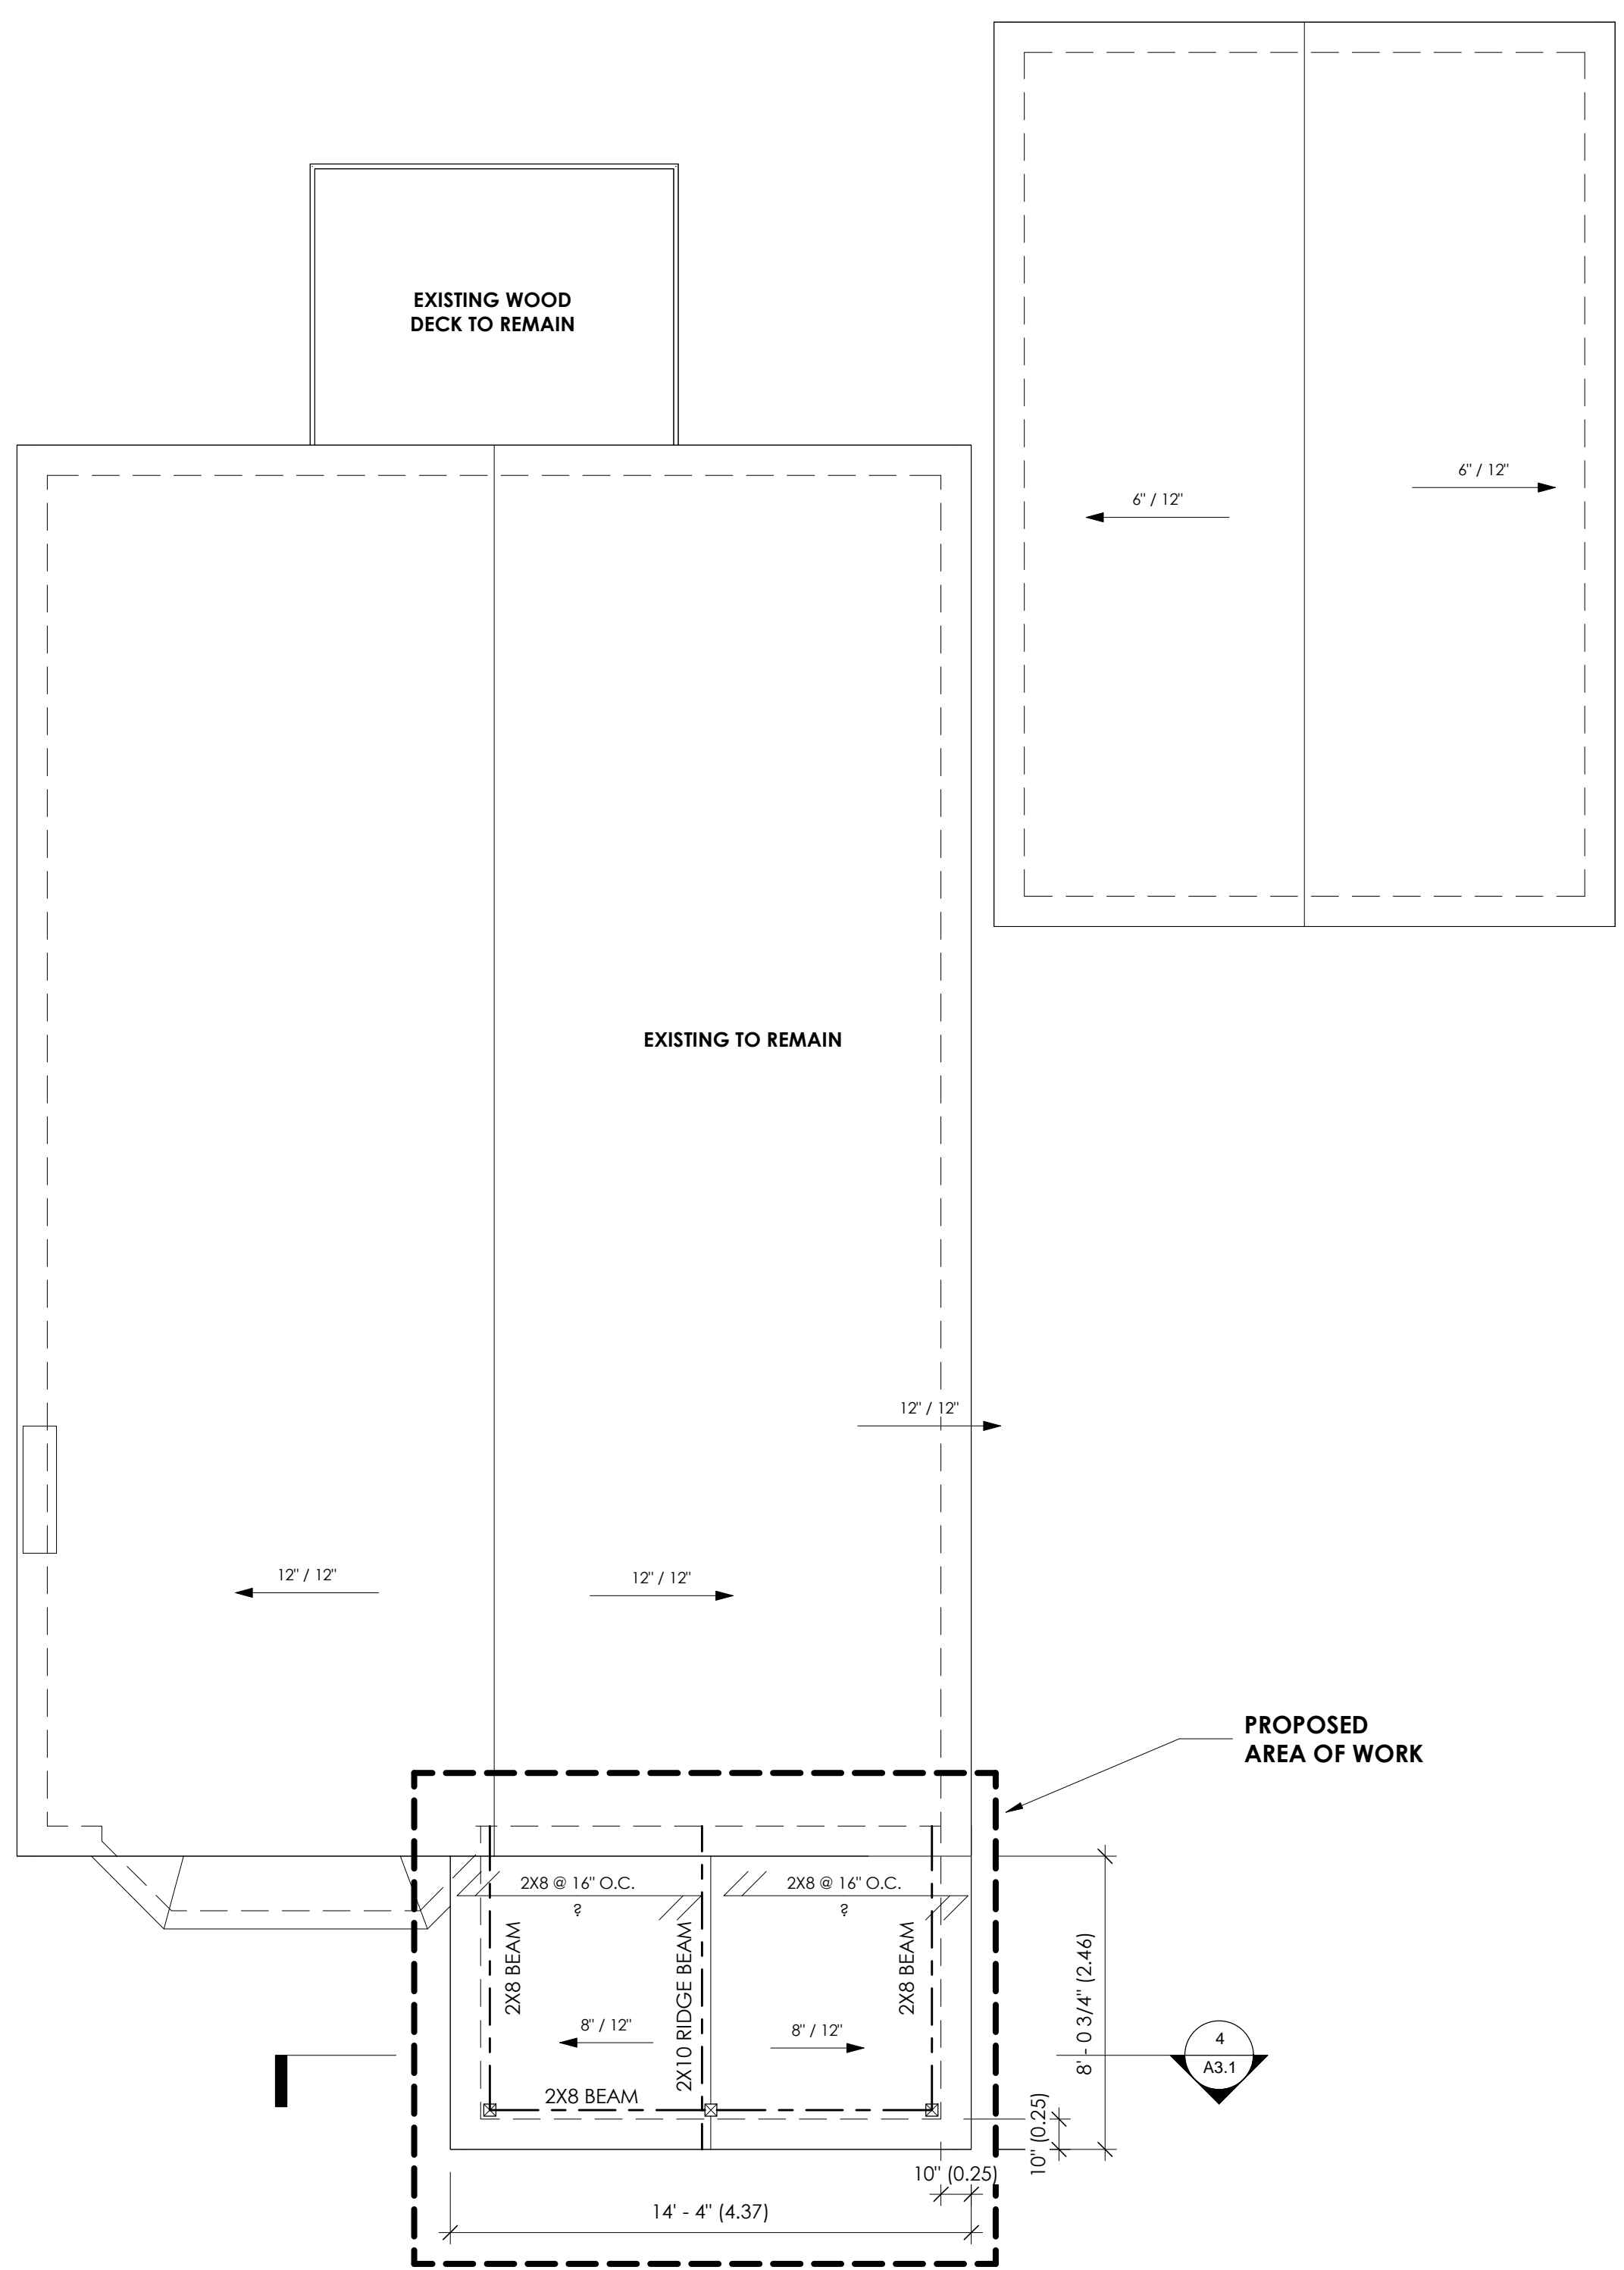 EXISTING WOOD
DECK TO REMAIN
6" / 12"
6" / 12"
EXISTING TO REMAIN
12" / 12"
12" / 12"
12" / 12"
PROPOSED
AREA OF WORK
2X8 @ 16" O.C.
?
2X8 @ 16" O.C.
?
2X8 BEAM
2X10 RIDGE BEAM
2X8 BEAM
8" / 12"
8" / 12"
2X8 BEAM
8' - 0 3/4" (2.46)
4
A3.1
10" (0.25)
10" (0.25)
14' - 4" (4.37)